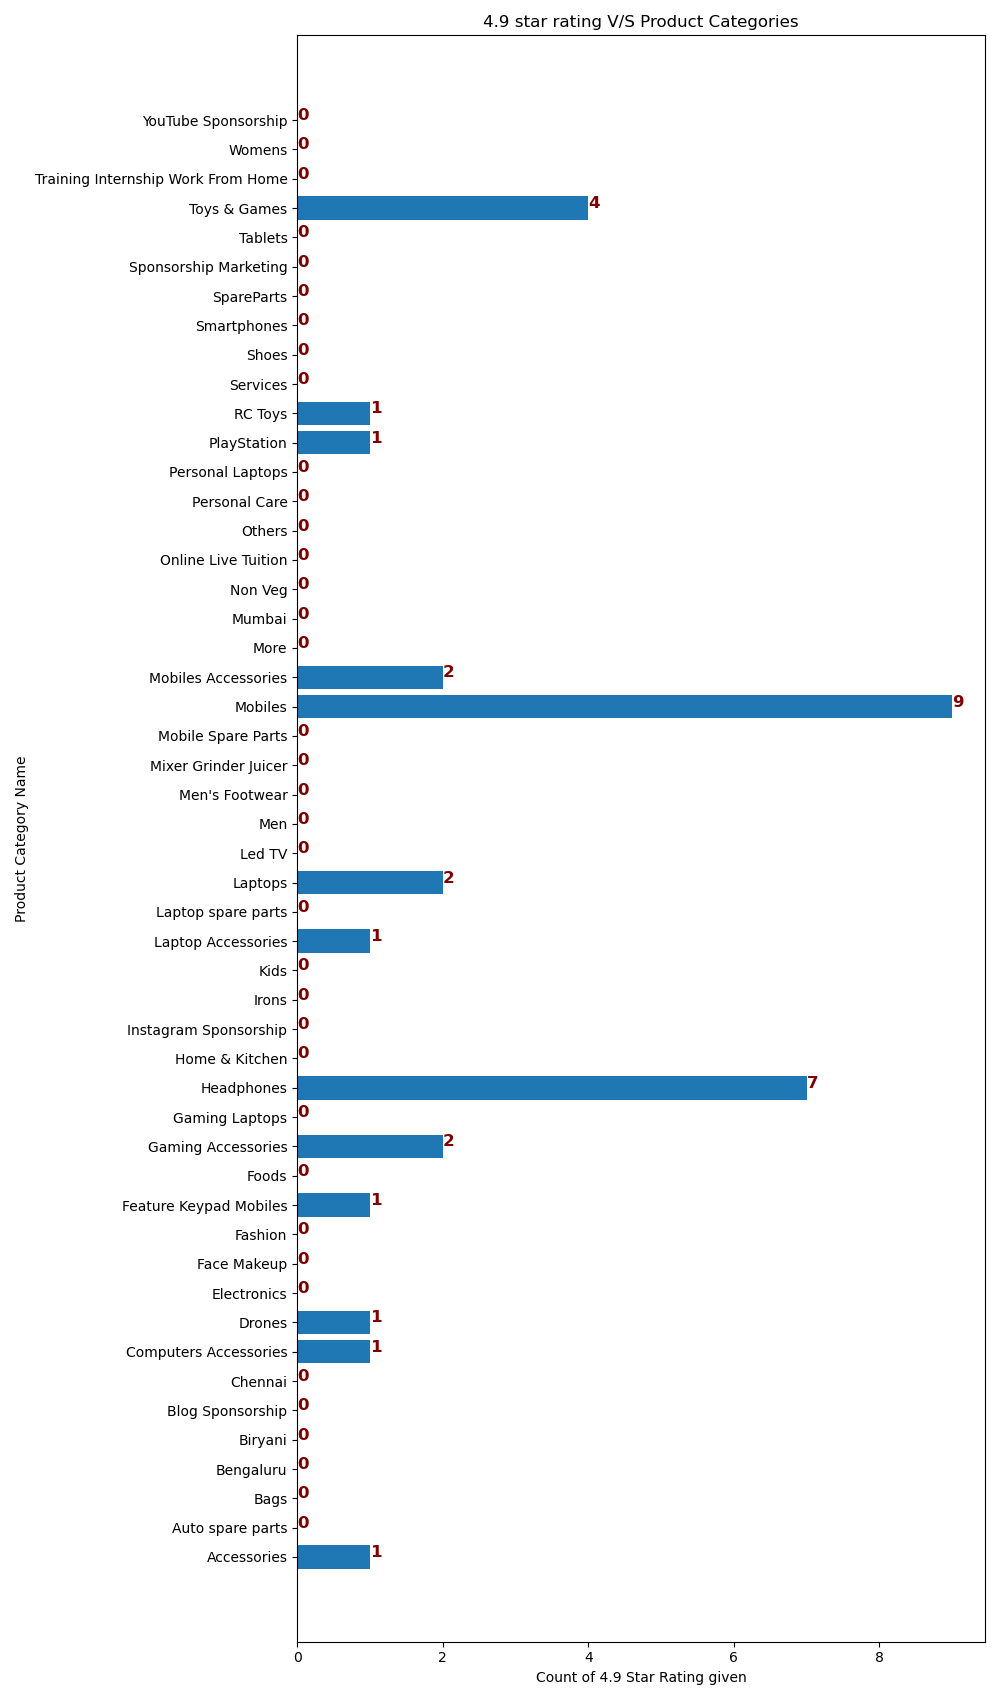 4.9 star rating V/S Product Categories
YouTube Sponsorship 0
Womens 0
Training Internship Work From Home 0
Toys & Games 4
Tablets 0
Sponsorship Marketing 0
SpareParts 0
Smartphones 0
Shoes 0
Services 0
RC Toys 1
PlayStation 1
Personal Laptops 0
Personal Care 0
Others 0
Online Live Tuition 0
Non Veg 0
Mumbai 0
More 0
Mobiles Accessories 2
Mobiles 9
Mobile Spare Parts 0
Mixer Grinder Juicer 0
Men's Footwear 0
Men 0
Led TV 0
Laptops 2
Laptop spare parts 0
Laptop Accessories 1
Kids 0
Irons 0
Instagram Sponsorship 0
Home & Kitchen 0
Headphones 7
Gaming Laptops 0
Gaming Accessories 2
Foods 0
Feature Keypad Mobiles 1
Fashion 0
Face Makeup 0
Electronics 0
Drones 1
Computers Accessories 1
Chennai 0
Blog Sponsorship 0
Biryani 0
Bengaluru 0
Bags 0
Auto spare parts 0
Accessories 1
Product Category Name
0 2 4 6 8
Count of 4.9 Star Rating given